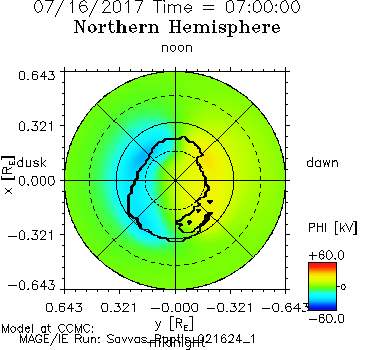 07/16/2017 Time = 07:00:00
Northern Hemisphere
noon
0.643
0.321
dusk
dawn
x [RE]
0.000
-0.321
-0.643
PHI [kV]
+60.0
0
-60.0
0.643 0.321 -0.000 -0.321 -0.643
y [RE]
Model at CCMC:
MAGE/IE Run: 021624_1
midnight